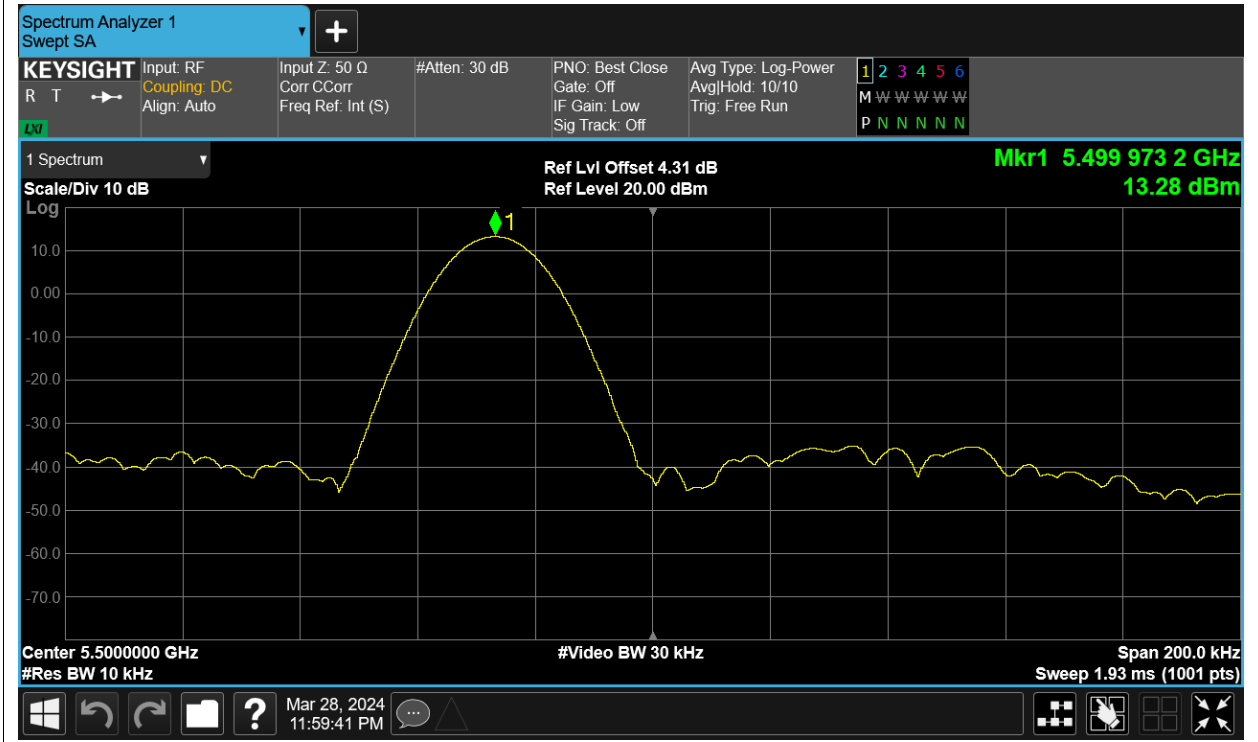 Spectrum Analyzer 1
Swept SA
KEYSIGHT
R T
LXI
Input: RF
Coupling: DC
Align: Auto
Input Z: 50 Ω
Corr CCorr
Freq Ref: Int (S)
#Atten: 30 dB
PNO: Best Close
Gate: Off
IF Gain: Low
Sig Track: Off
Avg Type: Log-Power
Avg|Hold: 10/10
Trig: Free Run
1 2 3 4 5 6
M W W W W W
P N N N N N
1 Spectrum
Scale/Div 10 dB
Log
Ref Lvl Offset 4.31 dB
Ref Level 20.00 dBm
Mkr1 5.499 973 2 GHz
13.28 dBm
1
10.0
0.00
-10.0
-20.0
-30.0
-40.0
-50.0
-60.0
-70.0
Center 5.5000000 GHz
#Res BW 10 kHz
#Video BW 30 kHz
Span 200.0 kHz
Sweep 1.93 ms (1001 pts)
?
Mar 28, 2024
11:59:41 PM